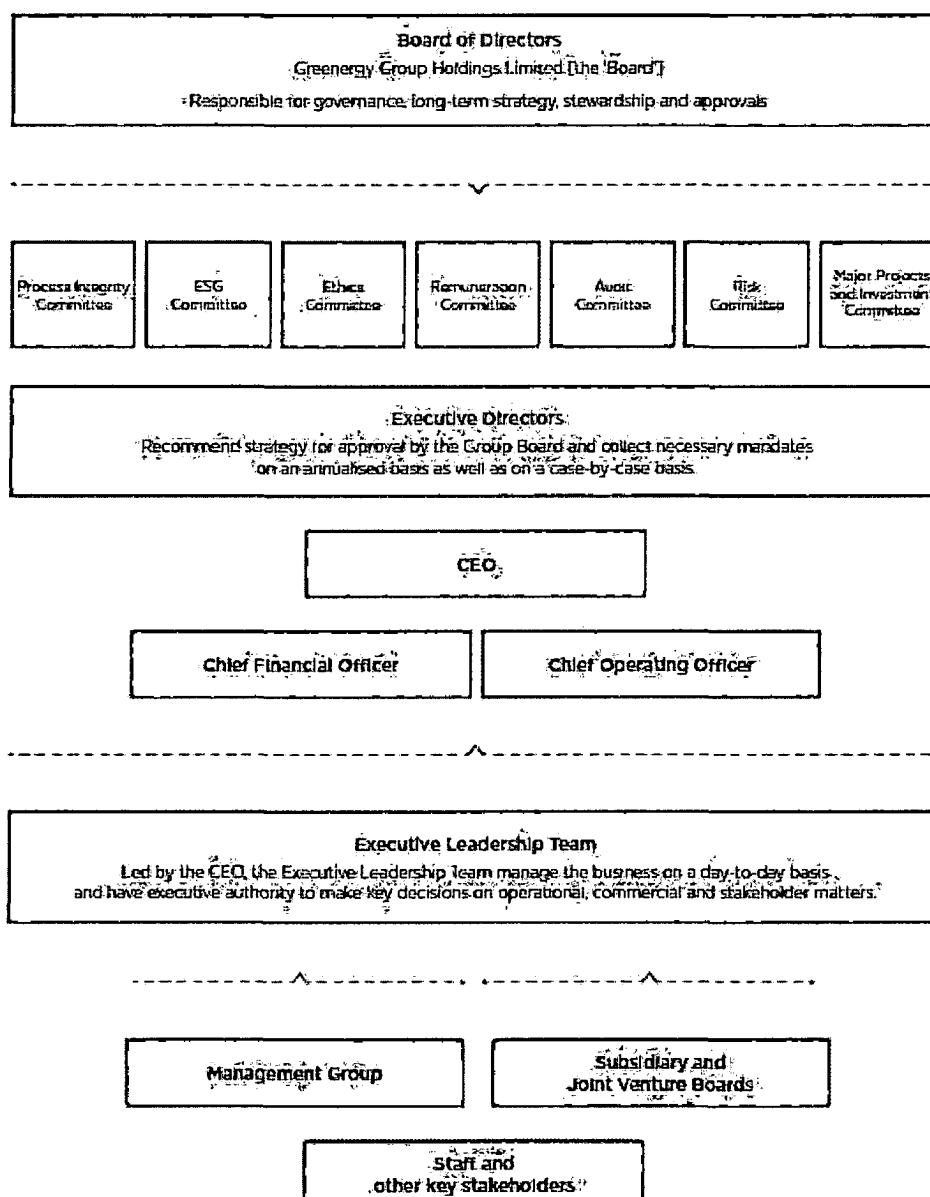 Board of Directors
Greenergy Group Holdings Limited [the 'Board']
Responsible for governance, long-term strategy, stewardship and approvals
Process Integrity
Committee
ESG
Committee
Ethics
Committee
Remuneration
Committee
Audit
Committee
Risk
Committee
Major Projects
and Investment
Committee
Executive Directors
Recommend strategy for approval by the Group Board and collect necessary mandates
on an annualised basis as well as on a case-by-case basis.
CEO
Chief Financial Officer
Chief Operating Officer
Executive Leadership Team
Led by the CEO, the Executive Leadership Team manage the business on a day-to-day basis
and have executive authority to make key decisions on operational, commercial and stakeholder matters.
Management Group
Subsidiary and
Joint Venture Boards
Staff and
other key stakeholders